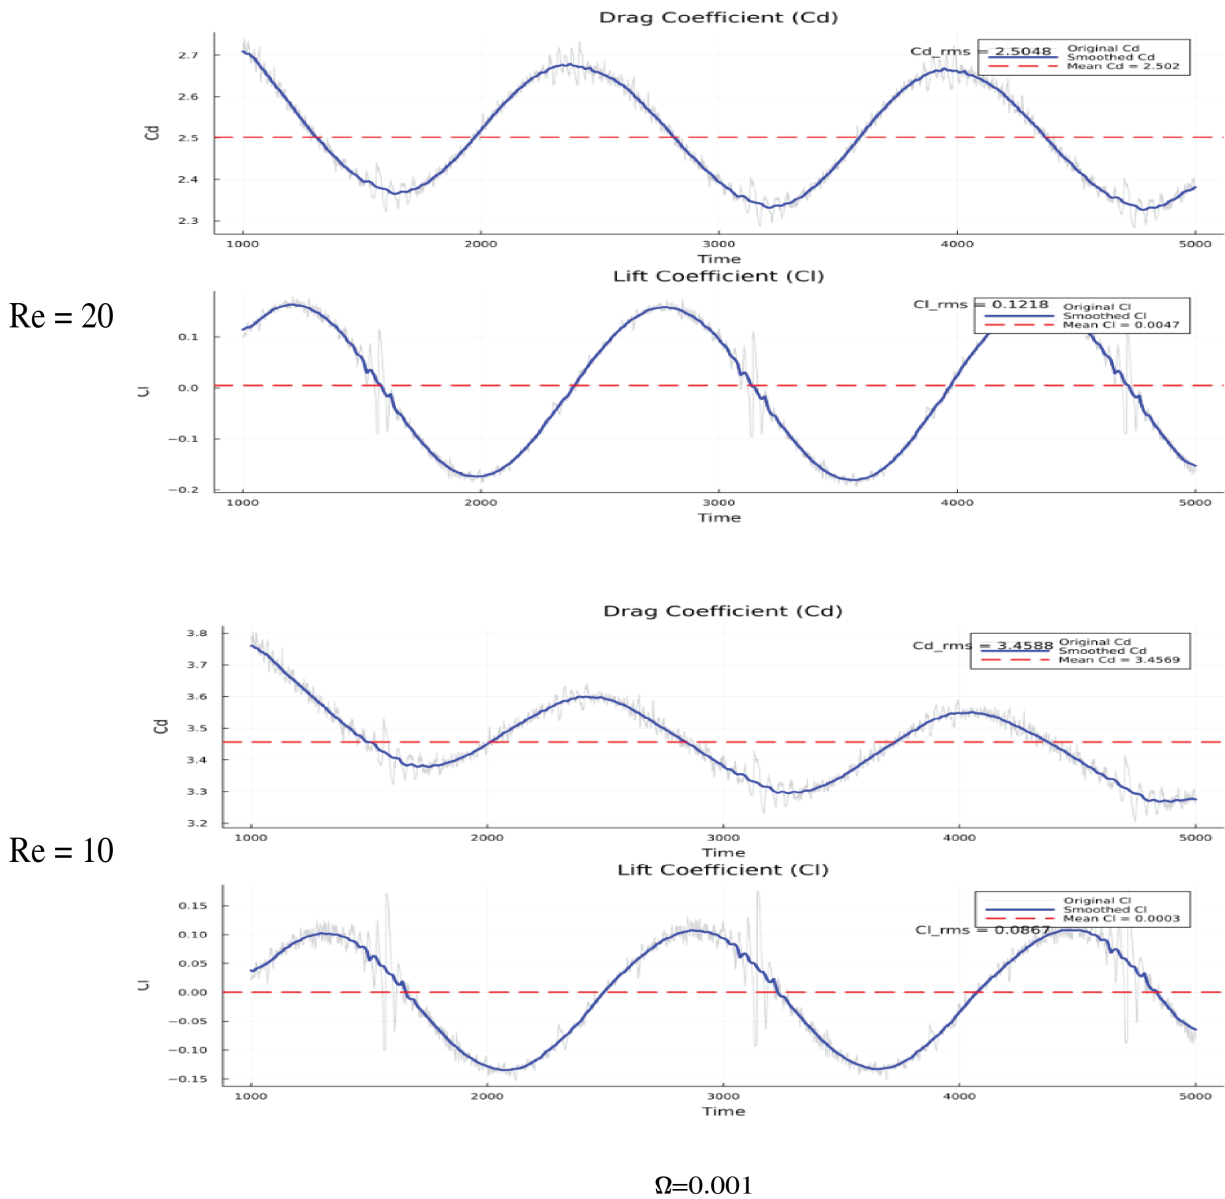 Drag Coefficient (Cd)
Cd_rms = 2.5048
Original Cd
Smoothed Cd
Mean Cd = 2.502
2.7
2.6
2.5
2.4
2.3
Cd
1000 2000 3000 4000 5000
Time
Re = 20
Lift Coefficient (Cl)
Cl_rms = 0.1218
Original Cl
Smoothed Cl
Mean Cl = 0.0047
0.1
0.0
−0.1
−0.2
Cl
1000 2000 3000 4000 5000
Time
Drag Coefficient (Cd)
Cd_rms = 3.4588
Original Cd
Smoothed Cd
Mean Cd = 3.4569
3.8
3.7
3.6
3.5
3.4
3.3
3.2
Cd
1000 2000 3000 4000 5000
Time
Re = 10
Lift Coefficient (Cl)
Original Cl
Smoothed Cl
Mean Cl = 0.0003
Cl_rms = 0.0867
0.15
0.10
0.05
0.00
−0.05
−0.10
−0.15
Cl
1000 2000 3000 4000 5000
Time
Ω=0.001